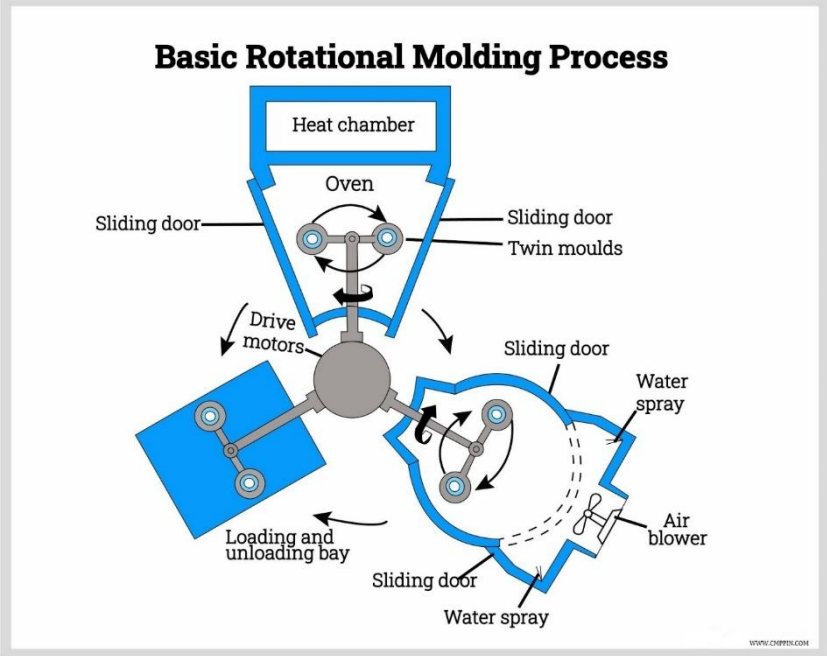 Basic Rotational Molding Process
Heat chamber
Oven
Sliding door
Sliding door
Twin moulds
Drive
motors
Sliding door
Water
spray
Air
blower
Loading and
unloading bay
Sliding door
Water spray
WWW.CMPPIN.COM